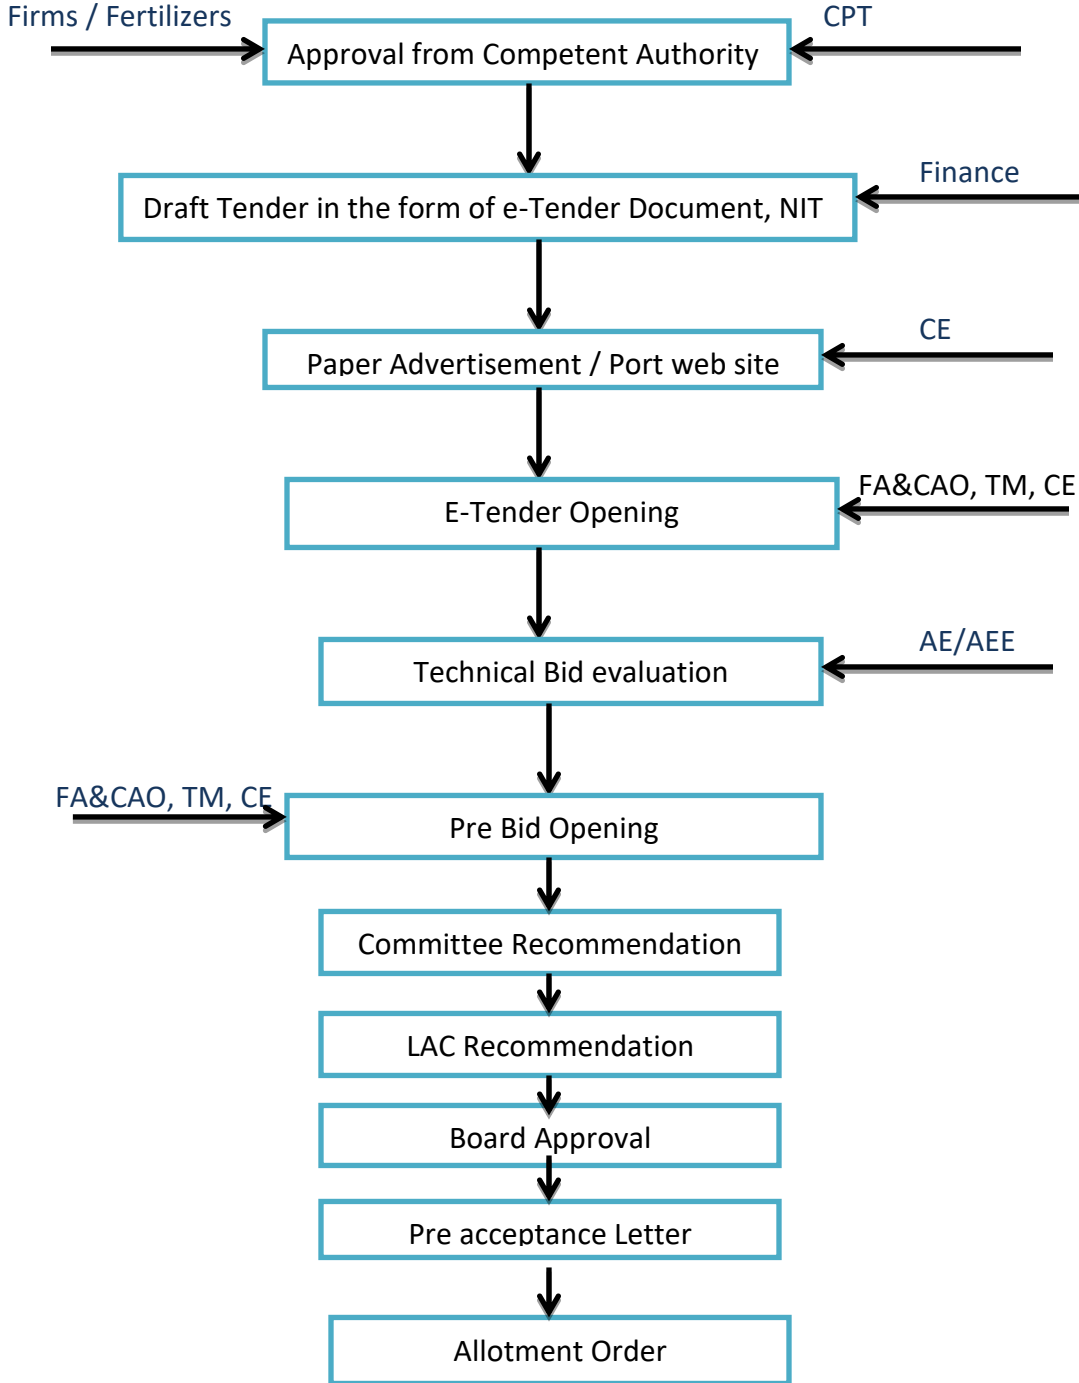 Firms / Fertilizers
CPT
Approval from Competent Authority
Finance
Draft Tender in the form of e-Tender Document, NIT
CE
Paper Advertisement / Port web site
FA&CAO, TM, CE
E-Tender Opening
AE/AEE
Technical Bid evaluation
FA&CAO, TM, CE
Pre Bid Opening
Committee Recommendation
LAC Recommendation
Board Approval
Pre acceptance Letter
Allotment Order